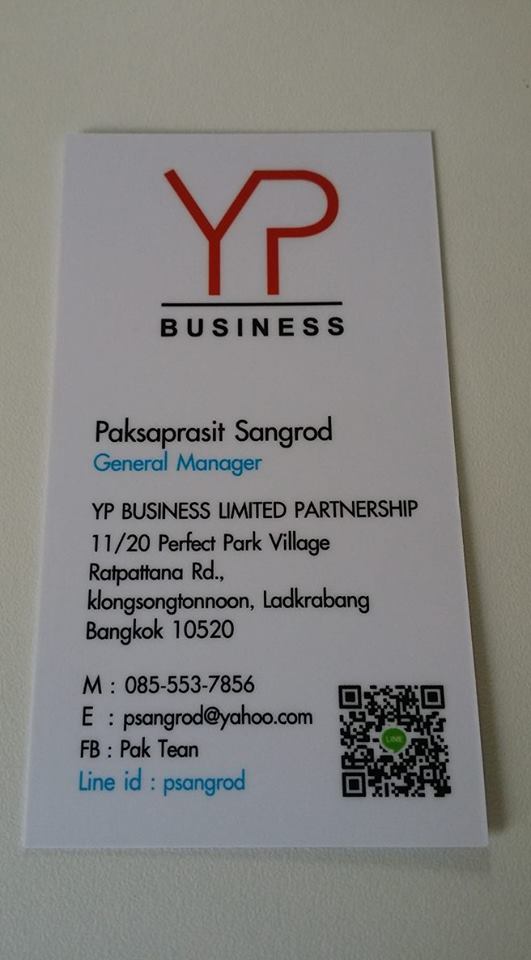 YP
BUSINESS
Paksaprasit Sangrod
General Manager
YP BUSINESS LIMITED PARTNERSHIP
11/20 Perfect Park Village
Ratpattana Rd.,
klongsongtonnoon, Ladkrabang
Bangkok 10520
M : 085-553-7856
E : psangrod@yahoo.com
FB : Pak Tean
Line id : psangrod
LINE